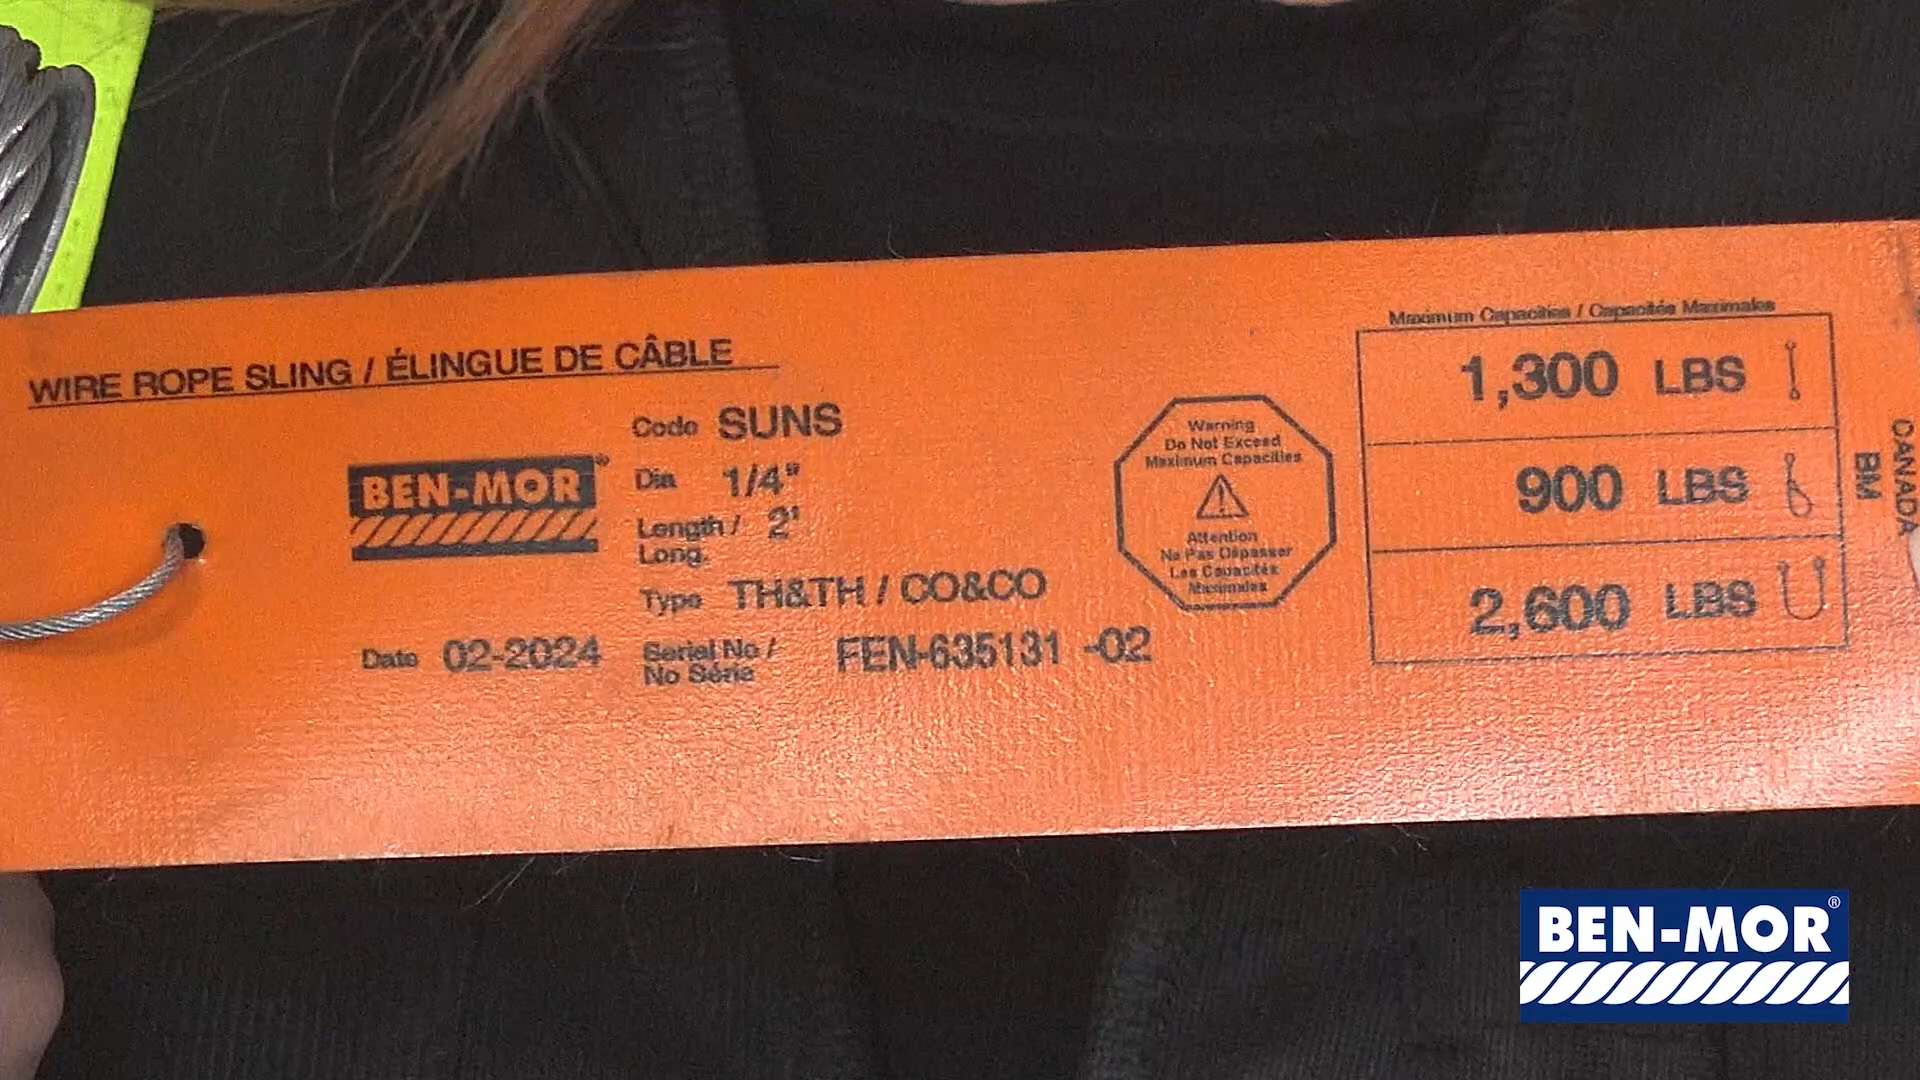 WIRE ROPE SLING / ÉLINGUE DE CÂBLE
BEN-MOR®
Code SUNS
Dia 1/4"
Length / 2'
Long.
Type TH&TH / CO&CO
Date 02-2024
Serial No / FEN-635131 -02
No Série
Warning
Do Not Exceed
Maximum Capacities
Attention
Ne Pas Dépasser
Les Capacités
Maximales
Maximum Capacities / Capacités Maximales
1,300 LBS
900 LBS
2,600 LBS
BM
CANADA
BEN-MOR®